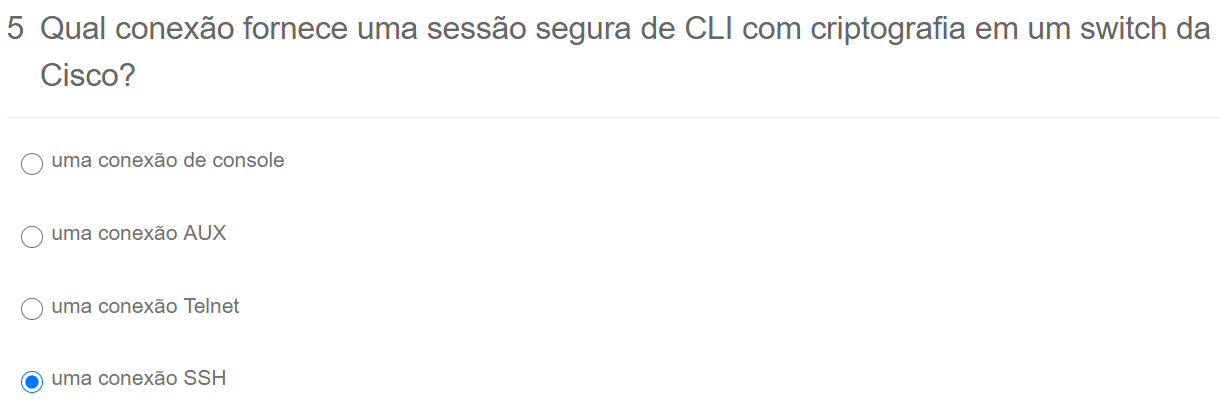 5 Qual conexão fornece uma sessão segura de CLI com criptografia em um switch da
Cisco?
uma conexão de console
uma conexão AUX
uma conexão Telnet
uma conexão SSH